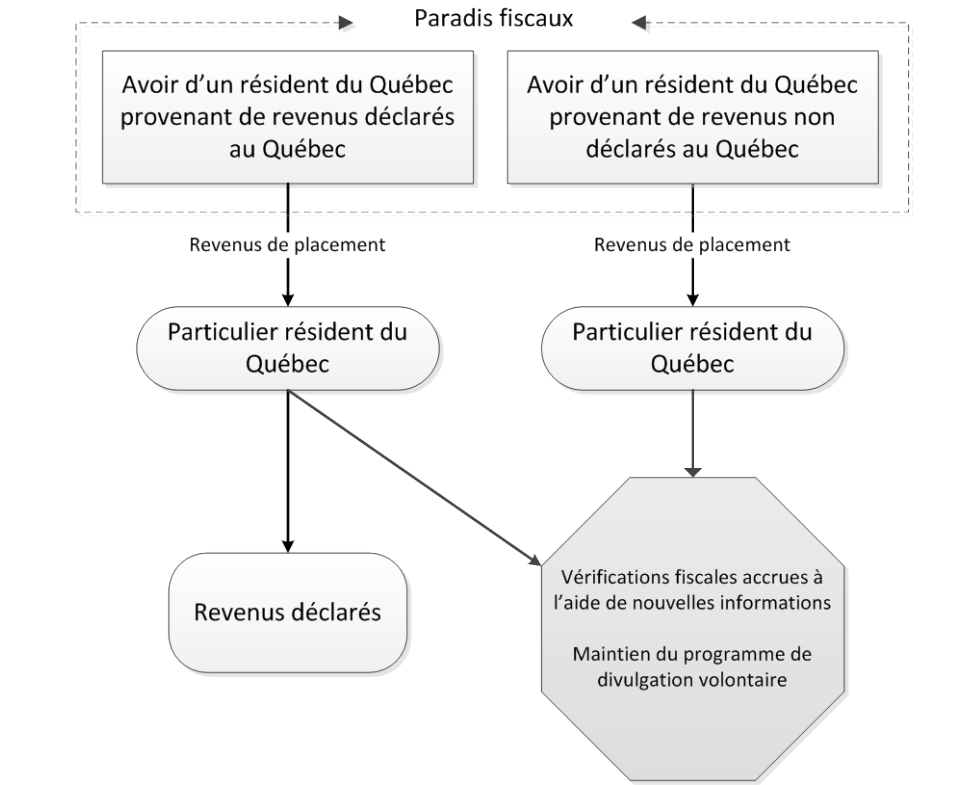 Paradis fiscaux
Avoir d’un résident du Québec
provenant de revenus déclarés
au Québec
Avoir d’un résident du Québec
provenant de revenus non
déclarés au Québec
Revenus de placement
Revenus de placement
Particulier résident du
Québec
Particulier résident du
Québec
Revenus déclarés
Vérifications fiscales accrues à
l’aide de nouvelles informations
Maintien du programme de
divulgation volontaire